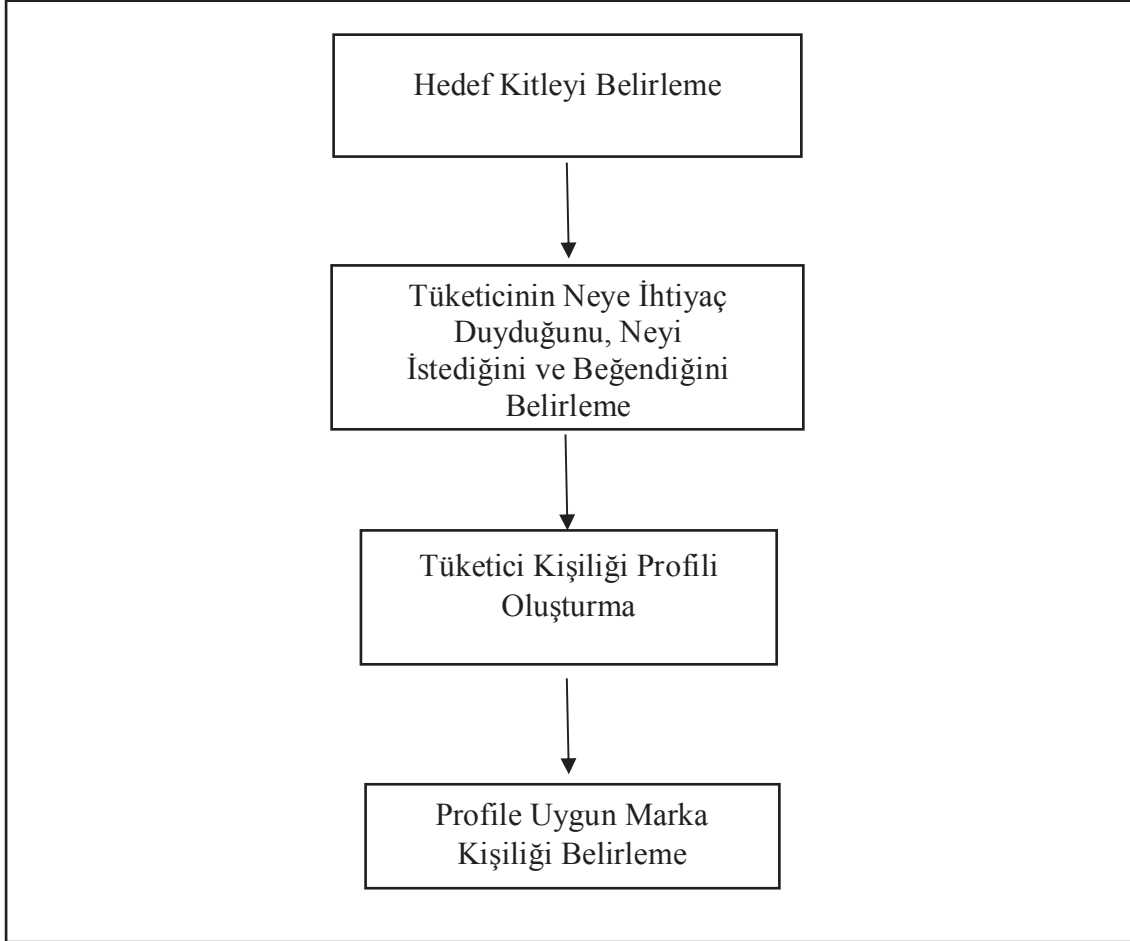 Hedef Kitleyi Belirleme
Tüketicinin Neye İhtiyaç
Duyduğunu, Neyi
İstediğini ve Beğendiğini
Belirleme
Tüketici Kişiliği Profili
Oluşturma
Profile Uygun Marka
Kişiliği Belirleme